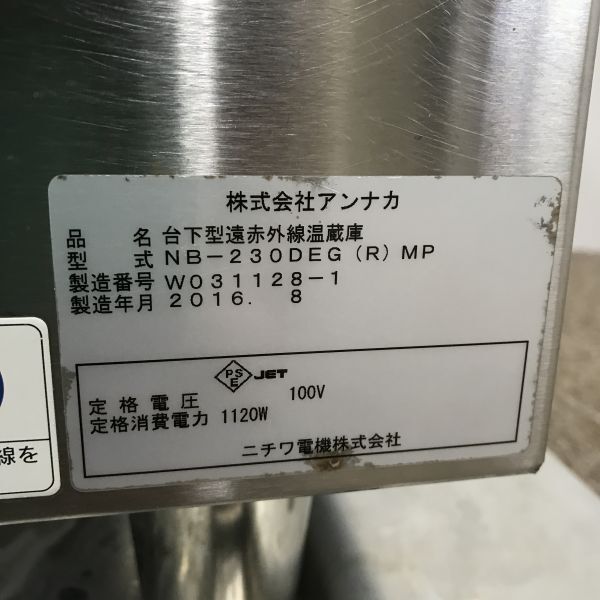 株式会社アンナカ
品 名 台下型遠赤外線温蔵庫
型 式 NB－230DEG（R）MP
製造番号 W031128－1
製造年月 2016. 8
PSE JET
定格電圧 100V
定格消費電力 1120W
ニチワ電機株式会社
線を